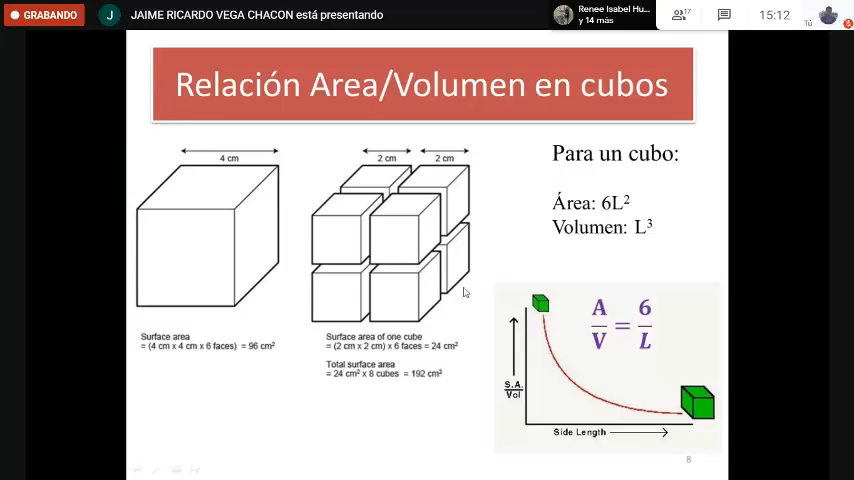 GRABANDO
J
JAIME RICARDO VEGA CHACON está presentando
Renee Isabel Hu...
y 14 más
17
15:12
Tú
Relación Area/Volumen en cubos
4 cm
2 cm
2 cm
Surface area
= (4 cm x 4 cm x 6 faces) = 96 cm²
Surface area of one cube
= (2 cm x 2 cm) x 6 faces = 24 cm²
Total surface area
= 24 cm² x 8 cubes = 192 cm²
Para un cubo:
Área: 6L²
Volumen: L³
A/V = 6/L
S.A.
Vol
Side Length
8